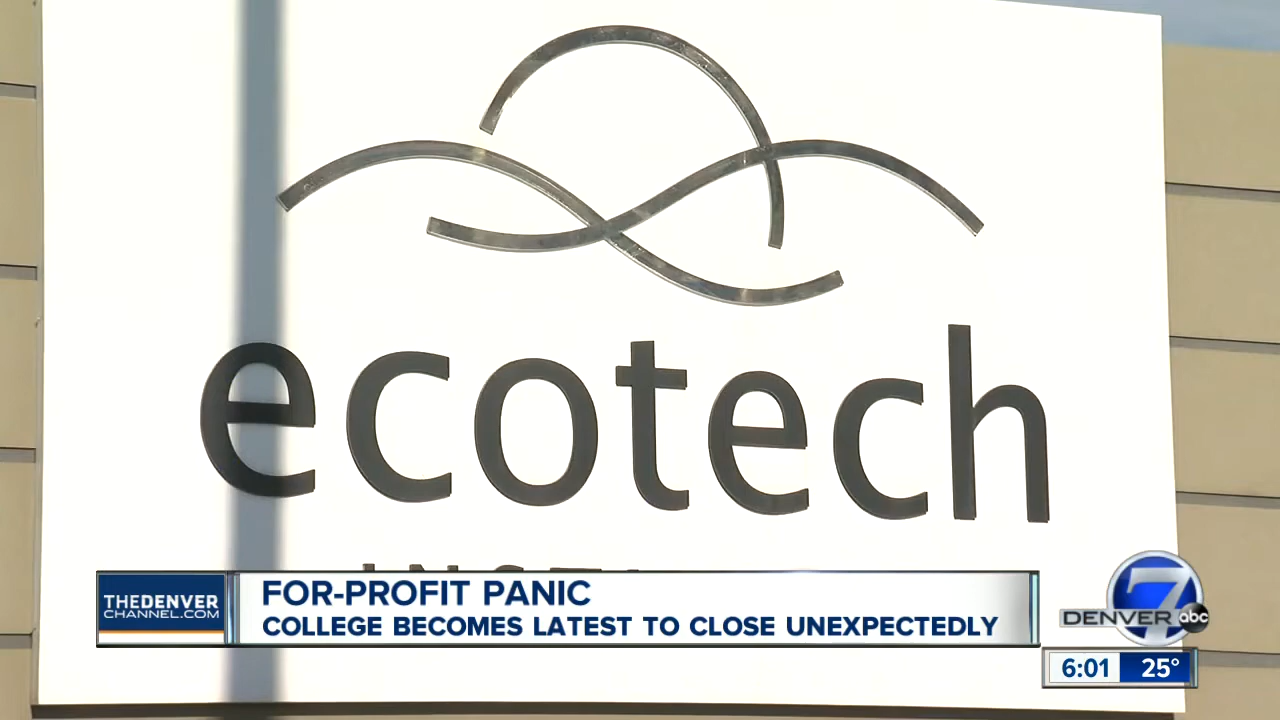 ecotech
THEDENVER
CHANNEL.COM
FOR-PROFIT PANIC
COLLEGE BECOMES LATEST TO CLOSE UNEXPECTEDLY
DENVER 7 abc
6:01 25°